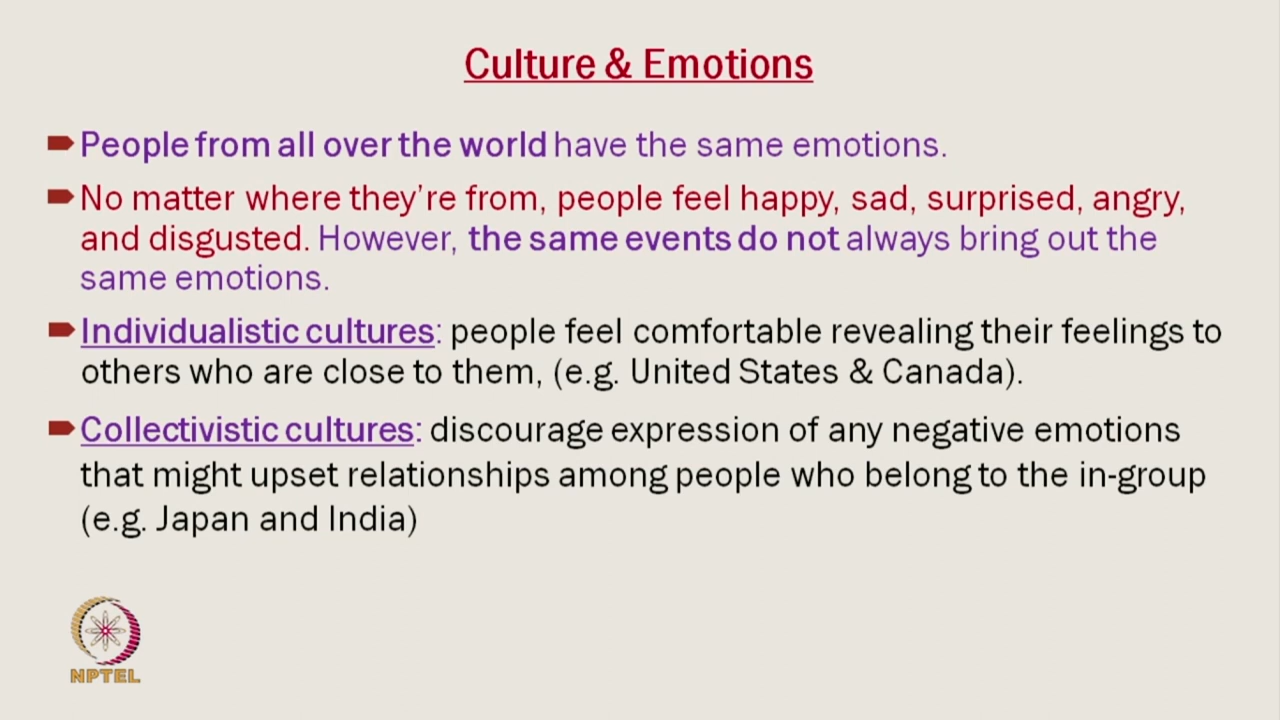 Culture & Emotions
People from all over the world have the same emotions.
No matter where they're from, people feel happy, sad, surprised, angry,
and disgusted. However, the same events do not always bring out the
same emotions.
Individualistic cultures: people feel comfortable revealing their feelings to
others who are close to them, (e.g. United States & Canada).
Collectivistic cultures: discourage expression of any negative emotions
that might upset relationships among people who belong to the in-group
(e.g. Japan and India)
NPTEL